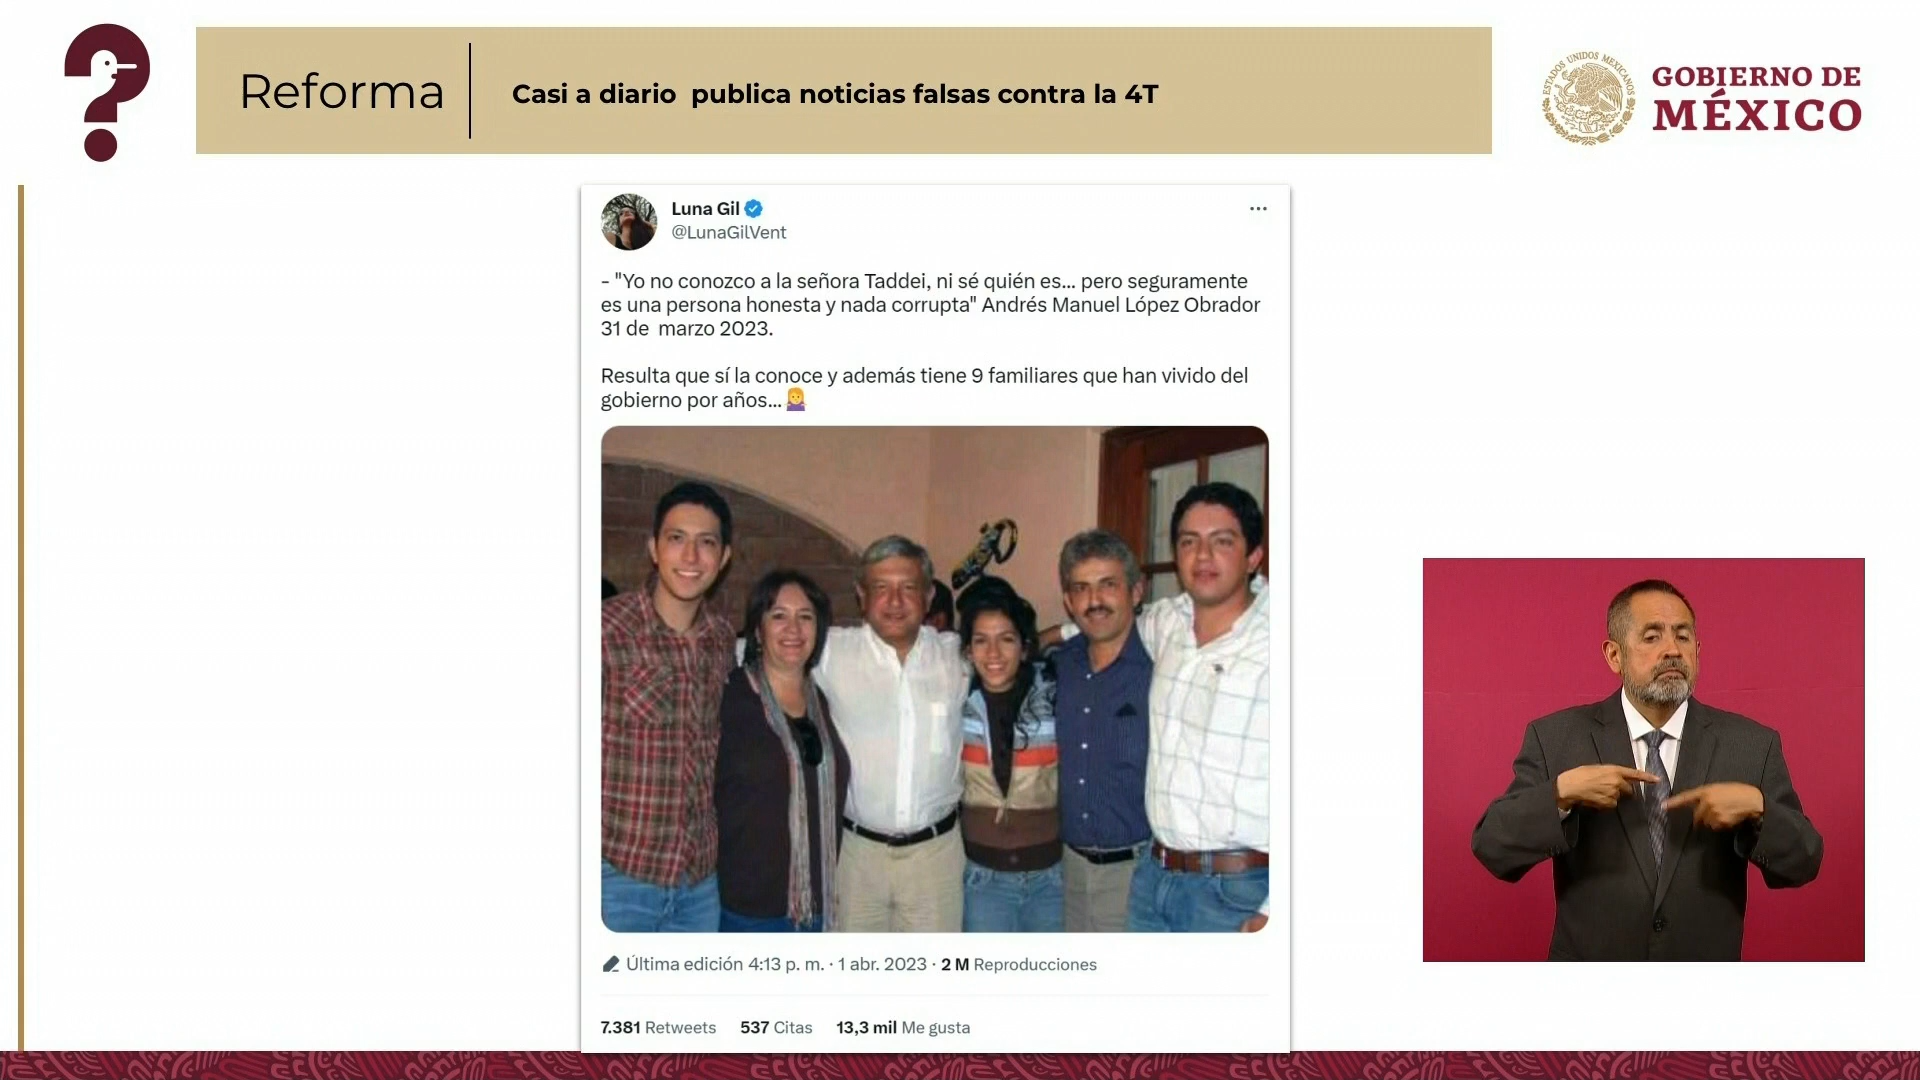 Reforma
Casi a diario publica noticias falsas contra la 4T
ESTADOS UNIDOS MEXICANOS
GOBIERNO DE
MÉXICO
Luna Gil
@LunaGilVent
- "Yo no conozco a la señora Taddei, ni sé quién es... pero seguramente
es una persona honesta y nada corrupta" Andrés Manuel López Obrador
31 de marzo 2023.
Resulta que sí la conoce y además tiene 9 familiares que han vivido del
gobierno por años...
Última edición 4:13 p. m. · 1 abr. 2023 · 2 M Reproducciones
7.381 Retweets 537 Citas 13,3 mil Me gusta